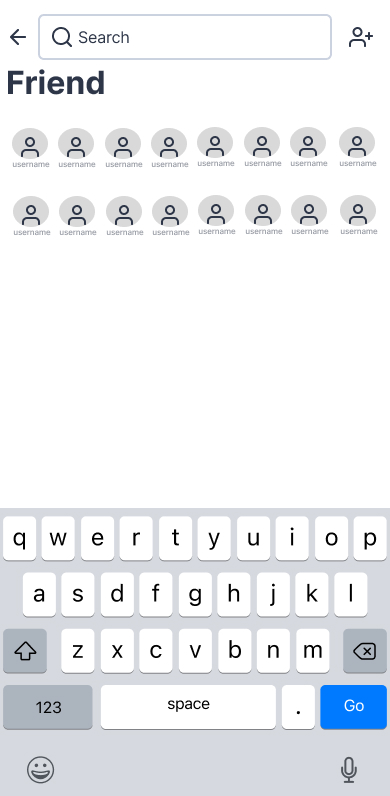 Search
Friend
username username username username username username username username
username username username username username username username username
q w e r t y u i o p
a s d f g h j k l
z x c v b n m
123 space . Go